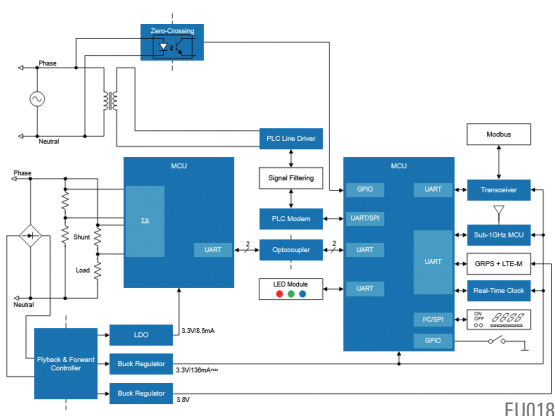 Zero-Crossing
Phase
Neutral
PLC Line Driver
Modbus
MCU
MCU
Signal Filtering
GPIO
UART
Transceiver
Phase
ΣΔ
PLC Modem
UART/SPI
Sub-1GHz MCU
Shunt
UART
2
Optocoupler
2
UART
UART
GRPS + LTE-M
Load
LED Module
UART
Real-Time Clock
Neutral
I²C/SPI
ON
OFF
8888
GPIO
LDO
3.3V/8.5mA
Flyback & Forward
Controller
Buck Regulator
3.3V/136mAmax
Buck Regulator
3.8V
EU018